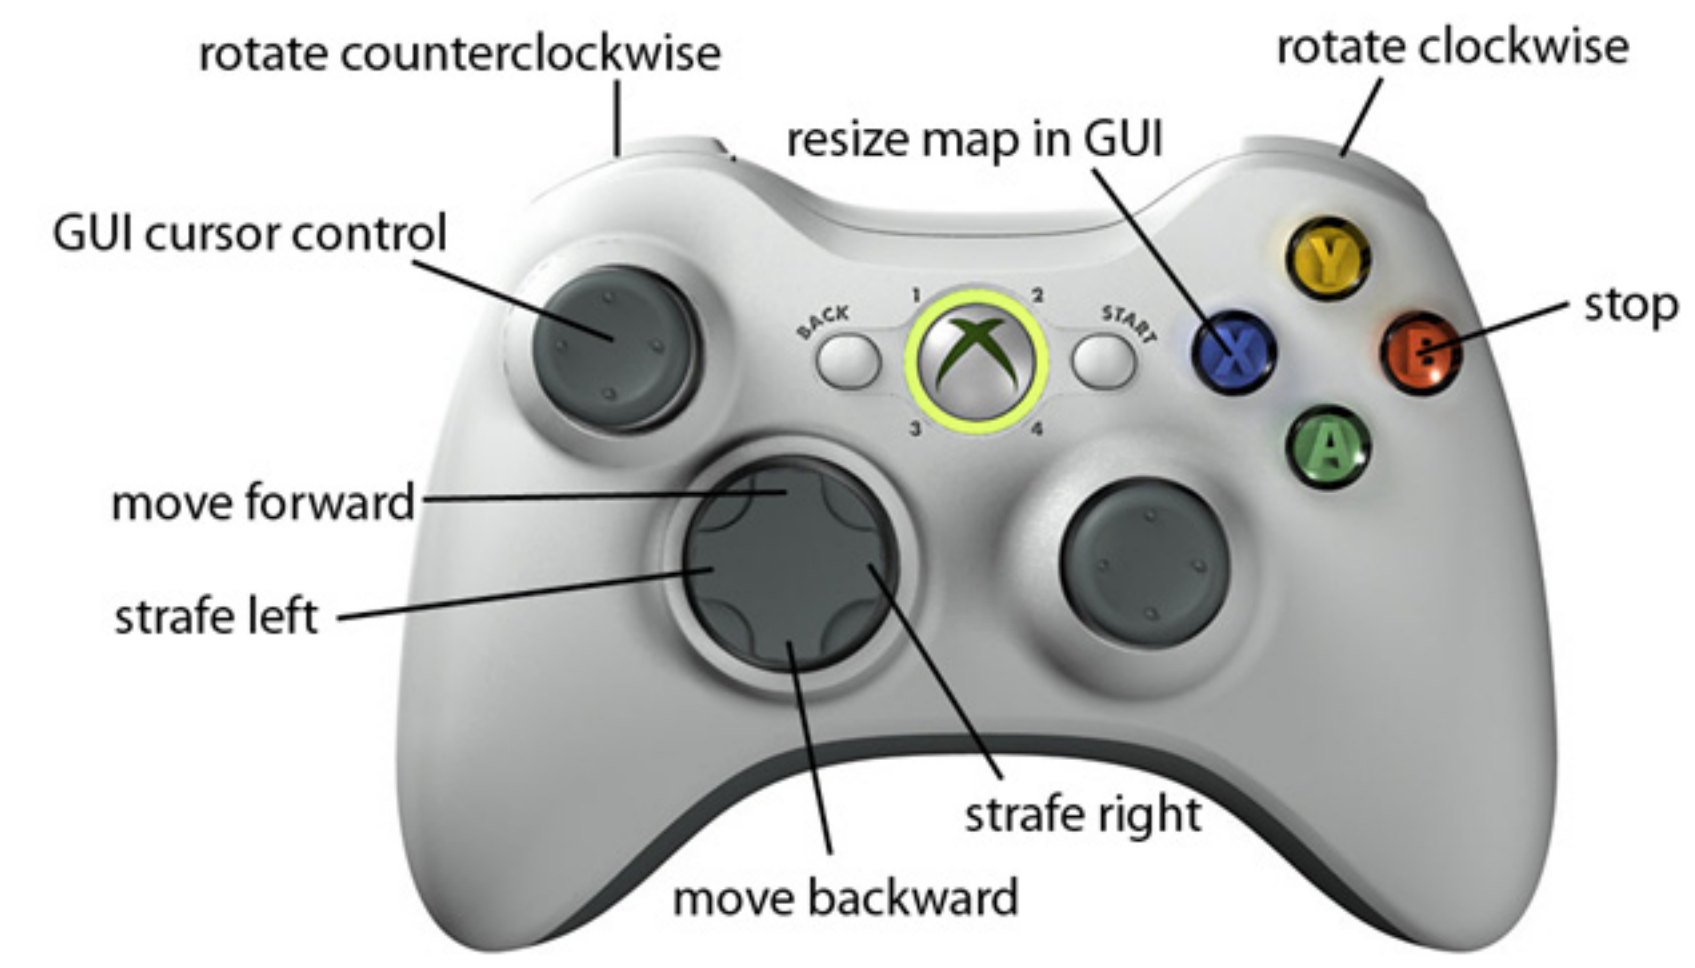 rotate counterclockwise
rotate clockwise
resize map in GUI
GUI cursor control
Y
stop
1
2
BACK
START
X
B
3
4
A
move forward
strafe left
strafe right
move backward